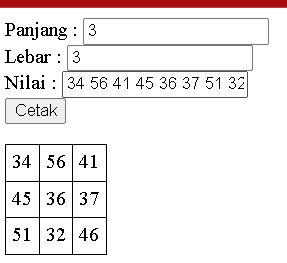 Panjang : 3
Lebar : 3
Nilai : 34 56 41 45 36 37 51 32
Cetak
34 56 41
45 36 37
51 32 46